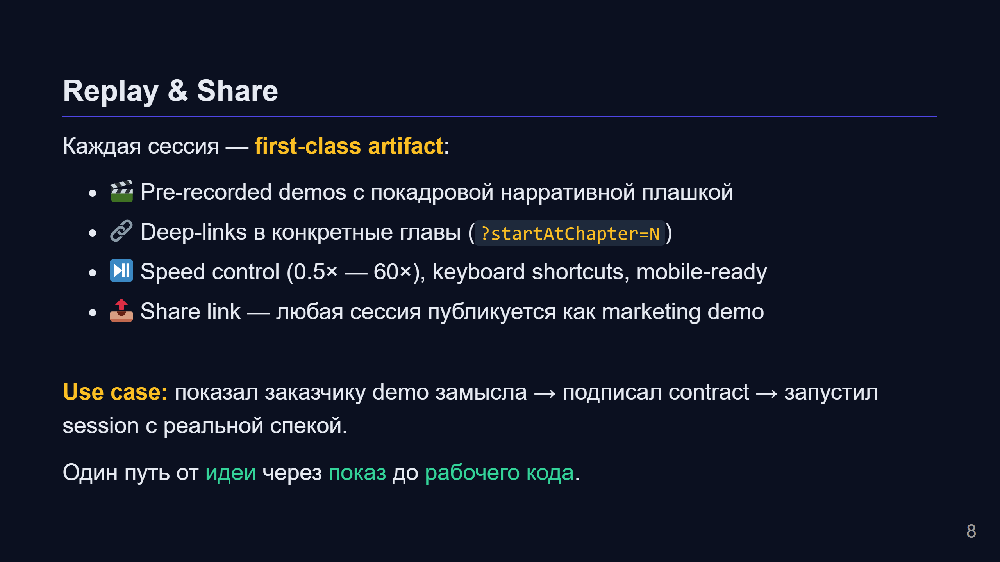 Replay & Share
Каждая сессия — first-class artifact:
• 🎬 Pre-recorded demos с покадровой нарративной плашкой
• 🔗 Deep-links в конкретные главы (?startAtChapter=N)
• ⏯ Speed control (0.5× — 60×), keyboard shortcuts, mobile-ready
• 📤 Share link — любая сессия публикуется как marketing demo
Use case: показал заказчику demo замысла → подписал contract → запустил
session с реальной спекой.
Один путь от идеи через показ до рабочего кода.
8